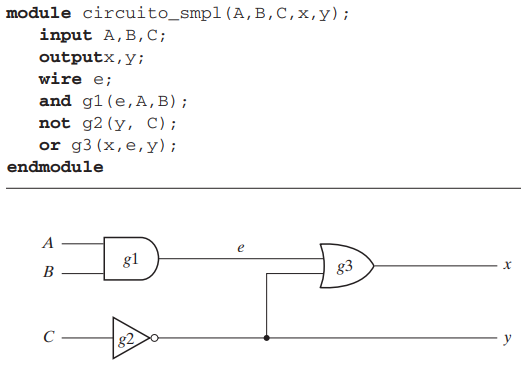 module circuito_smpl(A,B,C,x,y);
input A,B,C;
outputx,y;
wire e;
and g1(e,A,B);
not g2(y, C);
or g3(x,e,y);
endmodule
A
B
g1
e
g3
x
C
g2
y